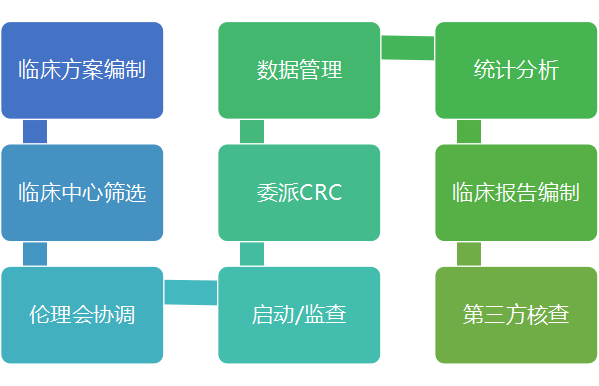 临床方案编制
临床中心筛选
伦理会协调
启动/监查
委派CRC
数据管理
统计分析
临床报告编制
第三方核查